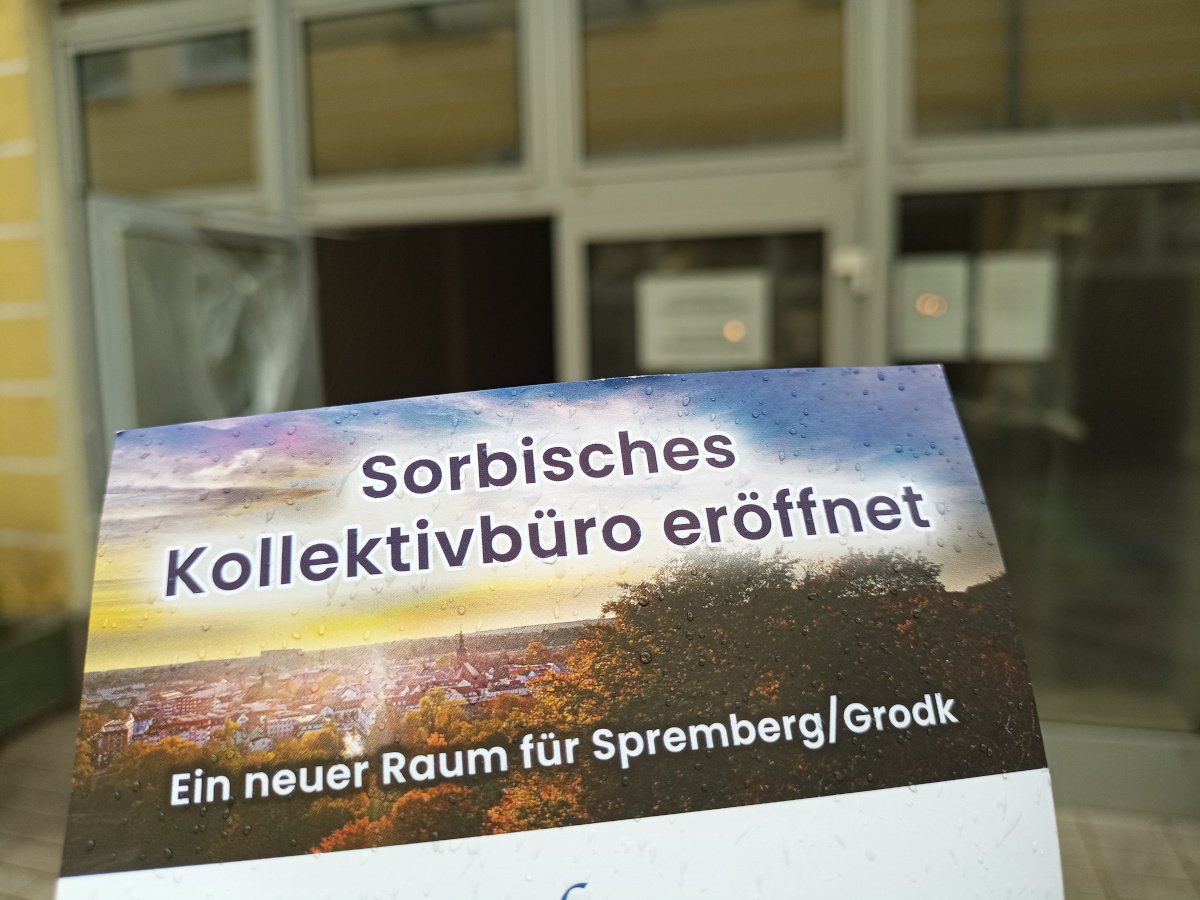 Sorbisches
Kollektivbüro eröffnet
Ein neuer Raum für Spremberg/Grodk